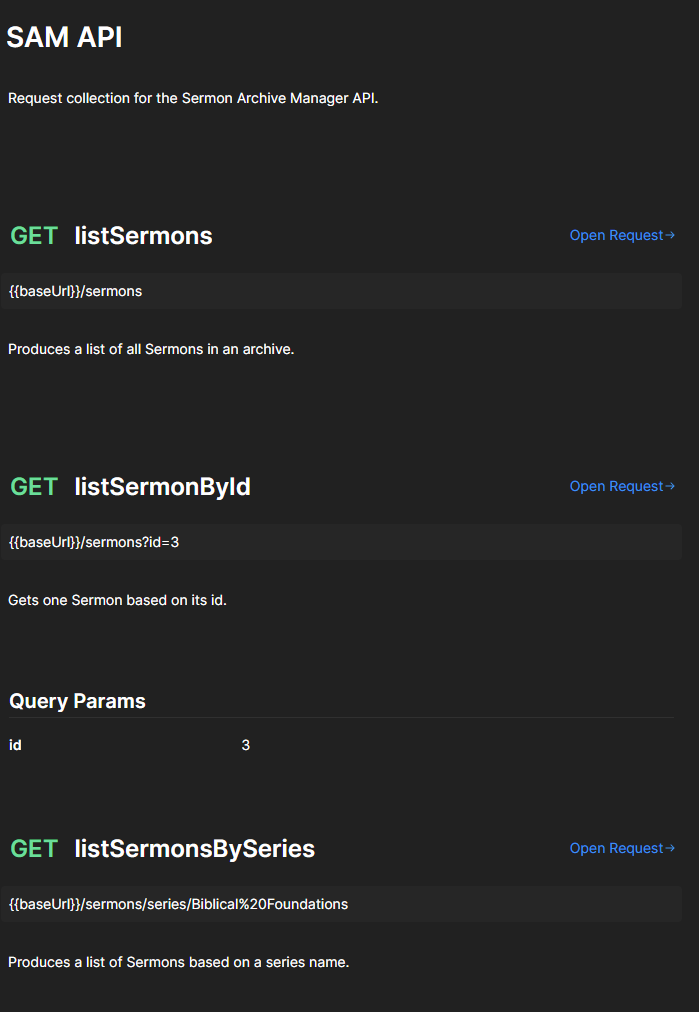 SAM API
Request collection for the Sermon Archive Manager API.
GET listSermons Open Request→
{{baseUrl}}/sermons
Produces a list of all Sermons in an archive.
GET listSermonById Open Request→
{{baseUrl}}/sermons?id=3
Gets one Sermon based on its id.
Query Params
id 3
GET listSermonsBySeries Open Request→
{{baseUrl}}/sermons/series/Biblical%20Foundations
Produces a list of Sermons based on a series name.